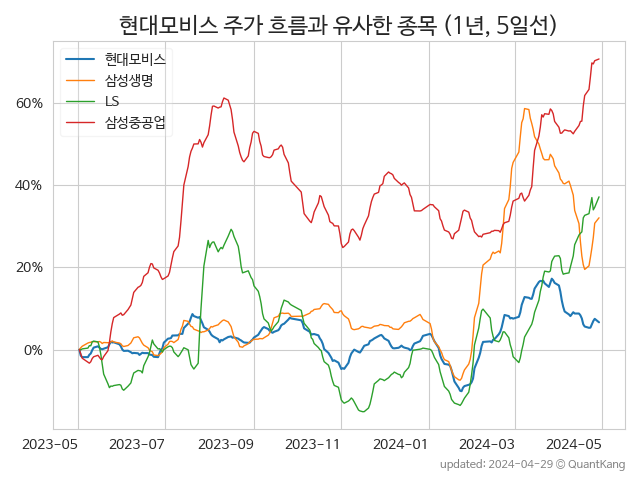 현대모비스 주가 흐름과 유사한 종목 (1년, 5일선)
현대모비스
삼성생명
LS
삼성중공업
60%
40%
20%
0%
2023-05 2023-07 2023-09 2023-11 2024-01 2024-03 2024-05
updated: 2024-04-29 © QuantKang